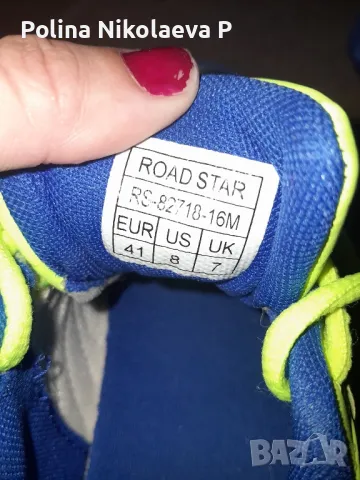 Polina Nikolaeva P
ROAD STAR
RS-82718-16M
EUR US UK
41 8 7
BAZAR